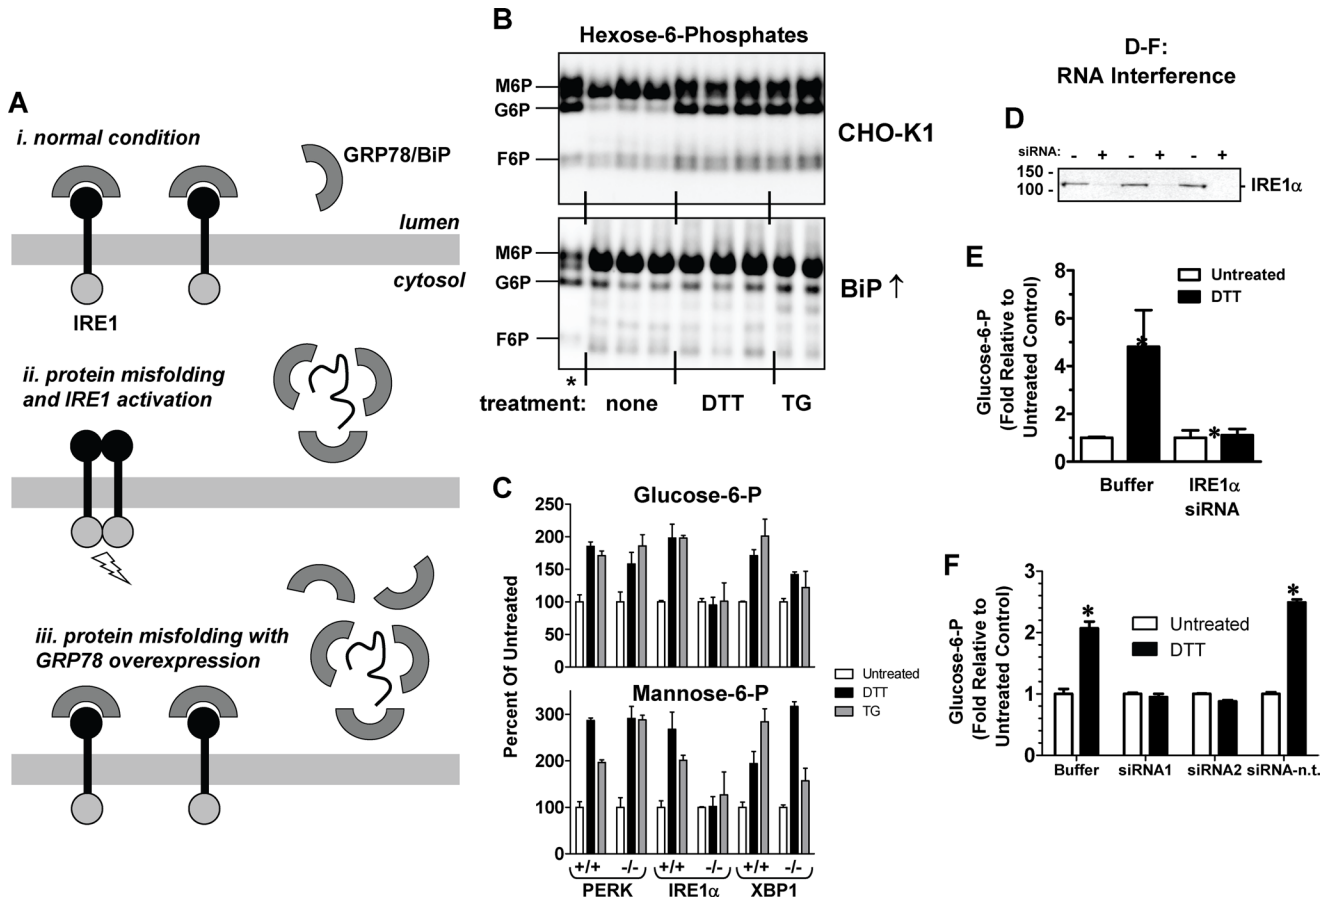 A
i. normal condition
GRP78/BiP
lumen
cytosol
IRE1
ii. protein misfolding
and IRE1 activation
iii. protein misfolding with
GRP78 overexpression
B
Hexose-6-Phosphates
M6P
G6P
F6P
CHO-K1
M6P
G6P
F6P
BiP ↑
*
treatment: none DTT TG
C
Glucose-6-P
250
200
150
100
50
0
Percent Of Untreated
Mannose-6-P
300
200
100
0
Untreated
DTT
TG
+/+ -/- +/+ -/- +/+ -/-
PERK IRE1α XBP1
D-F:
RNA Interference
D
siRNA: - + - + - +
150 -
100 -
IRE1α
E
Glucose-6-P
(Fold Relative to
Untreated Control)
8
6
4
2
0
Untreated
DTT
*
*
Buffer IRE1α
siRNA
F
Glucose-6-P
(Fold Relative to
Untreated Control)
3
2
1
0
*
*
Untreated
DTT
Buffer siRNA1 siRNA2 siRNA-n.t.